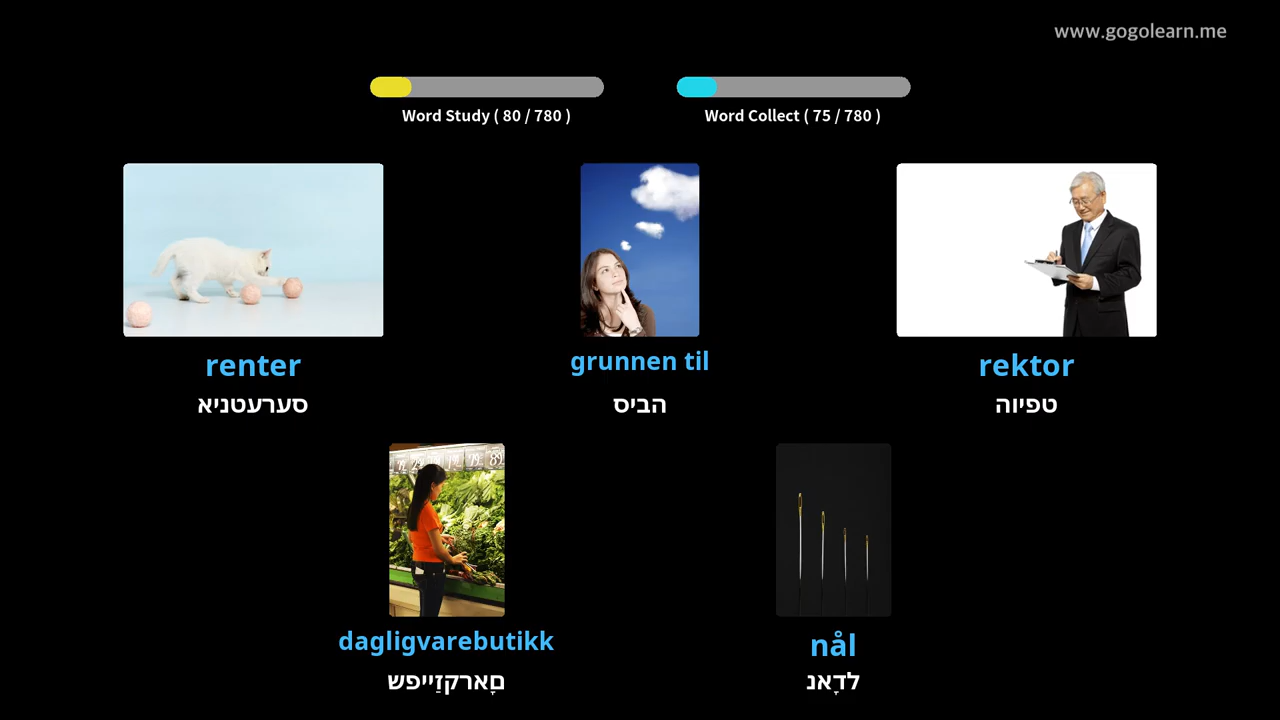 www.gogolearn.me
Word Study ( 80 / 780 )
Word Collect ( 75 / 780 )
renter
סערעטניא
grunnen til
הביס
rektor
טפיוה
dagligvarebutikk
םָארקזַייפש
nål
לדָאנ